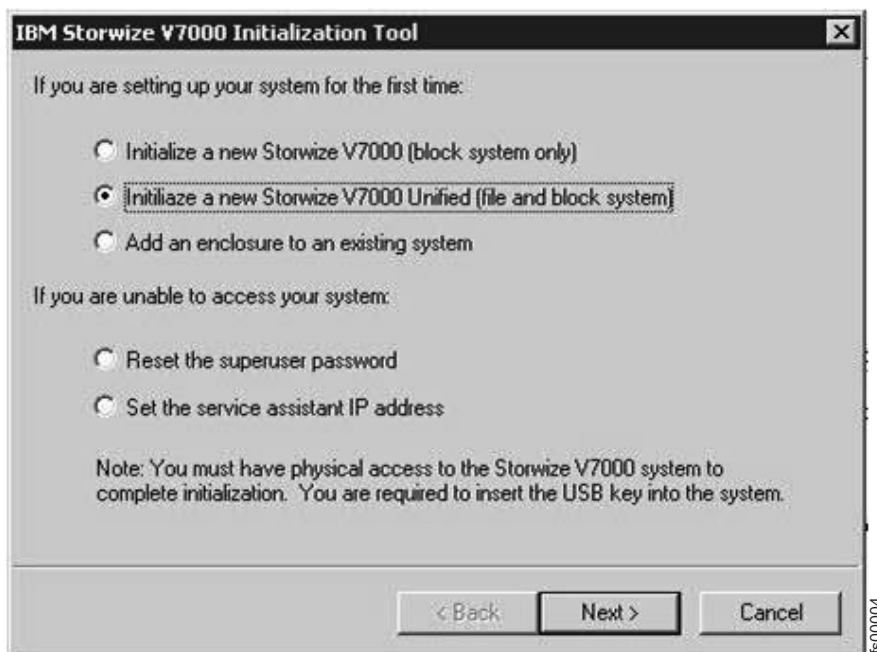 IBM Storwize V7000 Initialization Tool
If you are setting up your system for the first time:
Initialize a new Storwize V7000 (block system only)
Initiliaze a new Storwize V7000 Unified (file and block system)
Add an enclosure to an existing system
If you are unable to access your system:
Reset the superuser password
Set the service assistant IP address
Note: You must have physical access to the Storwize V7000 system to
complete initialization. You are required to insert the USB key into the system.
< Back
Next >
Cancel
fs00004